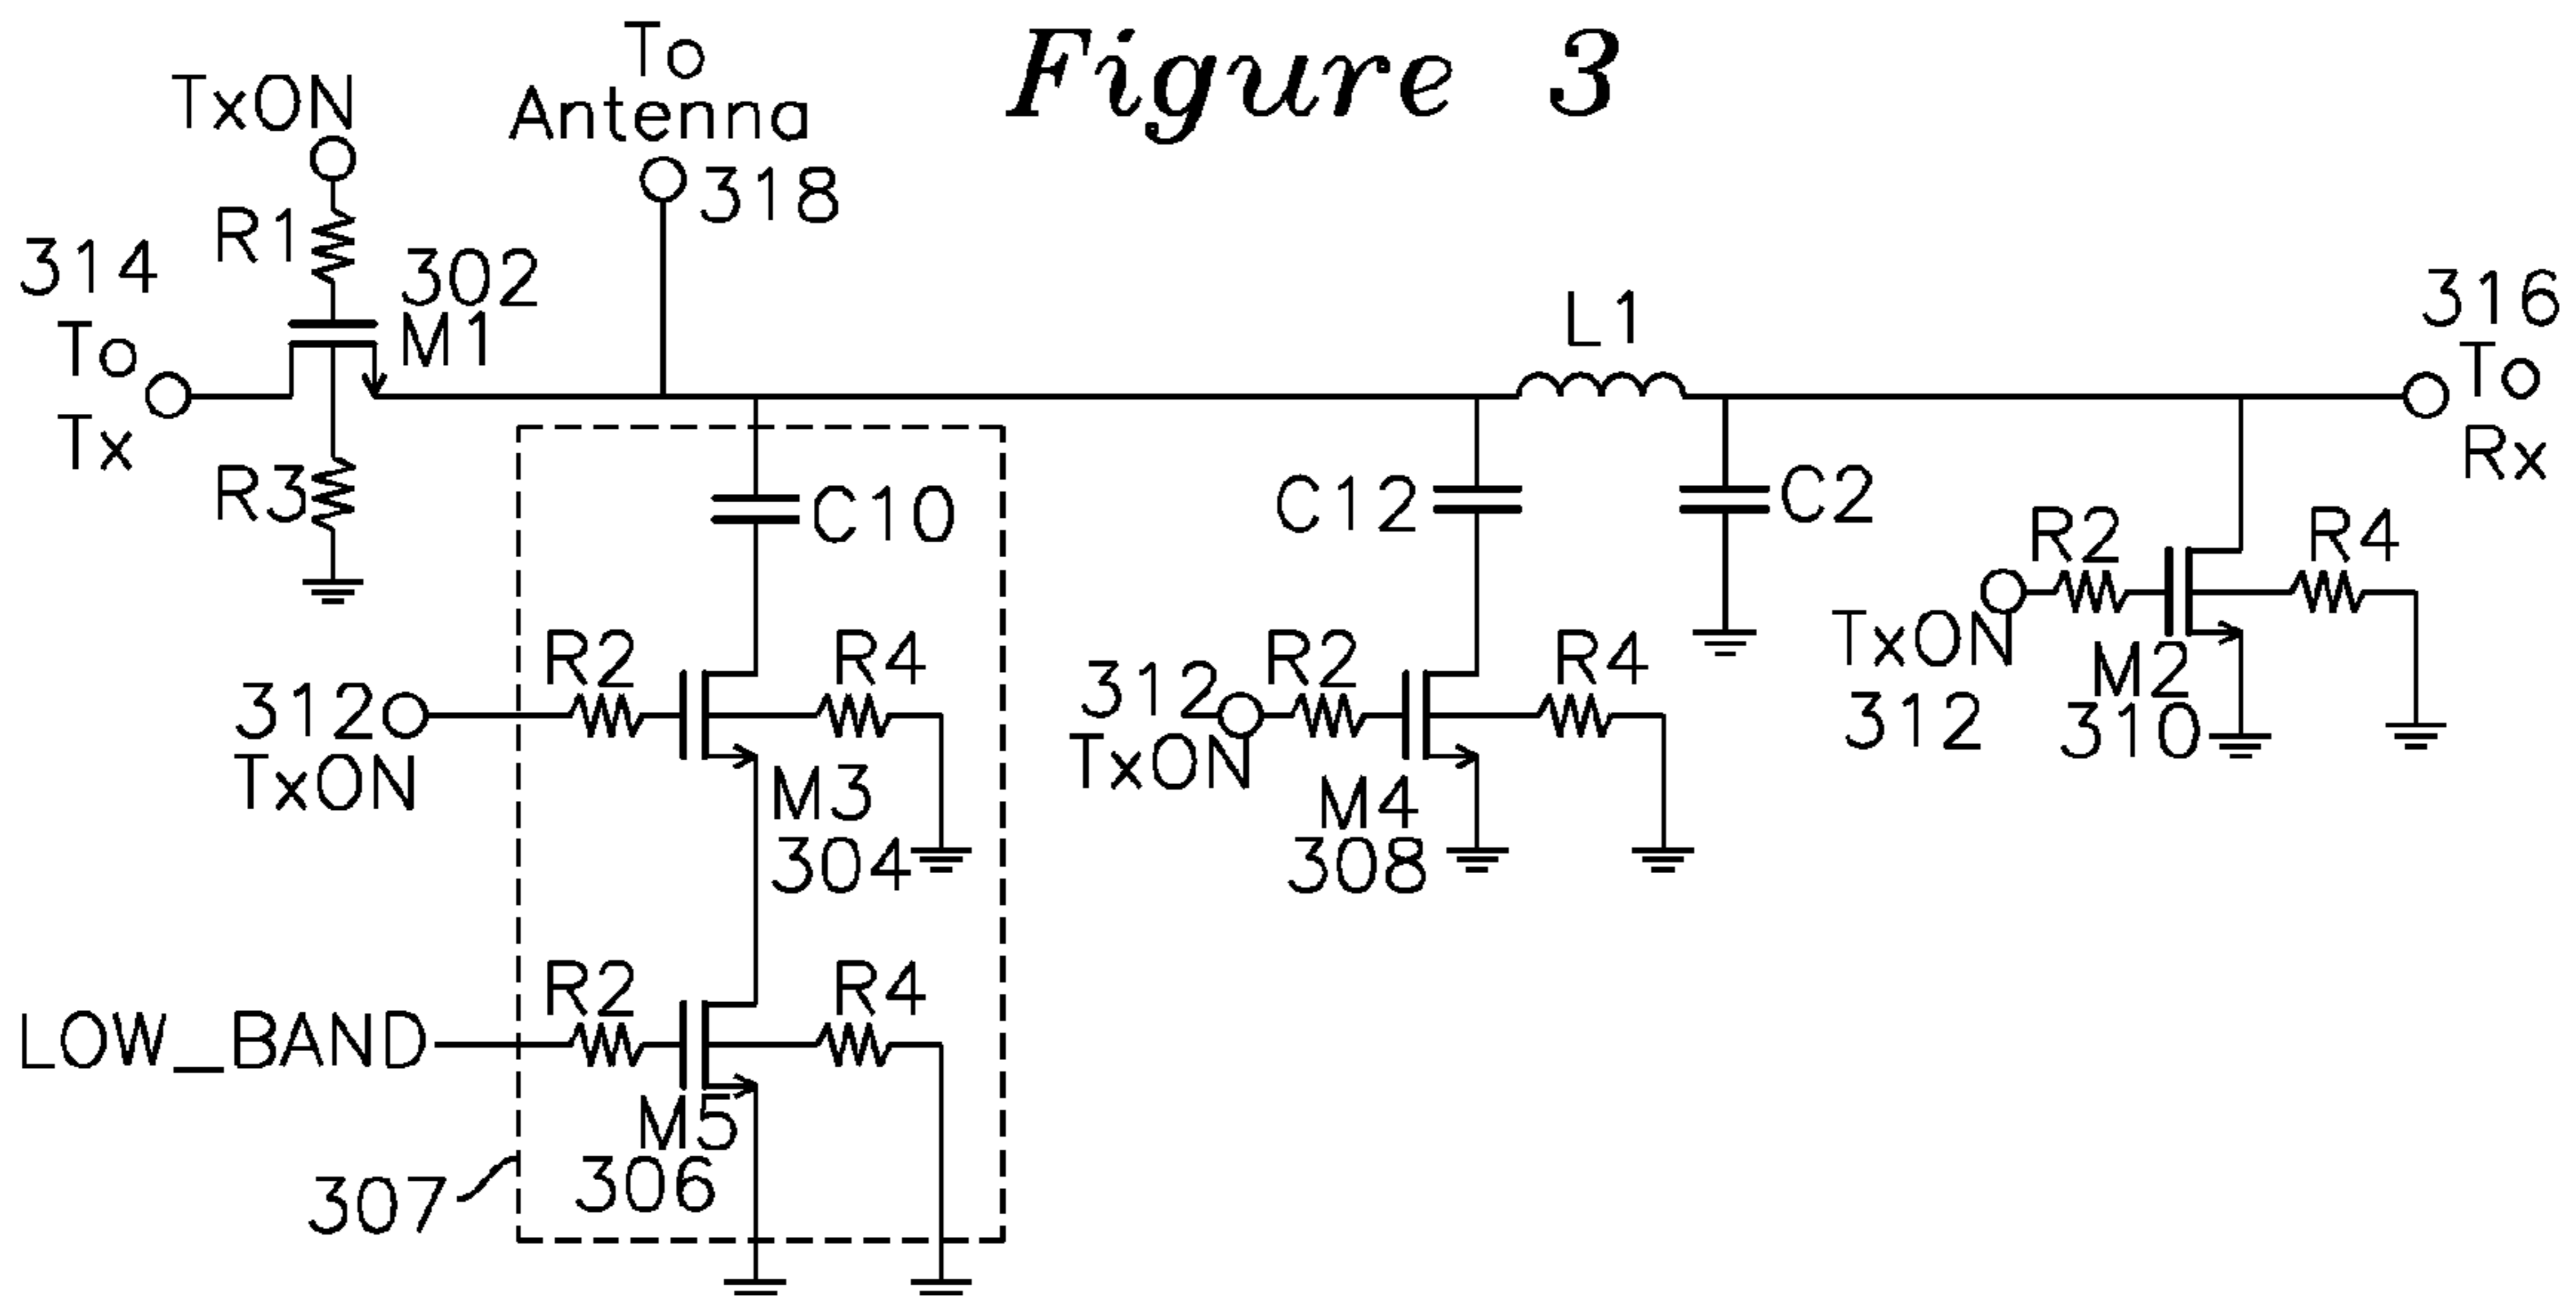 Figure 3
To
Antenna
318
TxON
R1
314
To
Tx
302
M1
R3
L1
316
To
Rx
C10
C12
C2
R2
R4
TxON
312
M2
310
R2
R4
312
TxON
M3
304
312
TxON
R2
R4
M4
308
LOW_BAND
R2
R4
M5
306
307